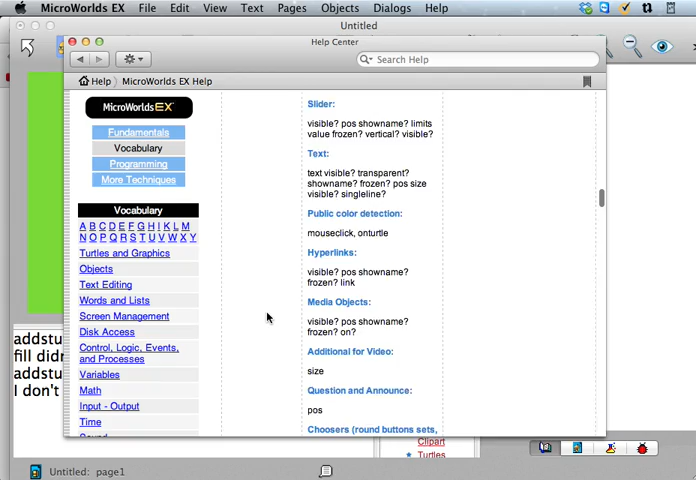 MicroWorlds EX File Edit View Text Pages Objects Dialogs Help
Untitled
Help Center
Search Help
Help MicroWorlds EX Help
MicroWorlds EX
Fundamentals
Vocabulary
Programming
More Techniques
Vocabulary
A B C D E F G H I K L M
N O P Q R S T U V W X Y
Turtles and Graphics
Objects
Text Editing
Words and Lists
Screen Management
Disk Access
Control, Logic, Events,
and Processes
Variables
Math
Input - Output
Time
Sound
Slider:
visible? pos showname? limits
value frozen? vertical? visible?
Text:
text visible? transparent?
showname? frozen? pos size
visible? singleline?
Public color detection:
mouseclick, onturtle
Hyperlinks:
visible? pos showname?
frozen? link
Media Objects:
visible? pos showname?
frozen? on?
Additional for Video:
size
Question and Announce:
pos
Choosers (round buttons sets,
addstu
fill didn
addstu
I don't
Clipart
Turtles
Untitled: page1